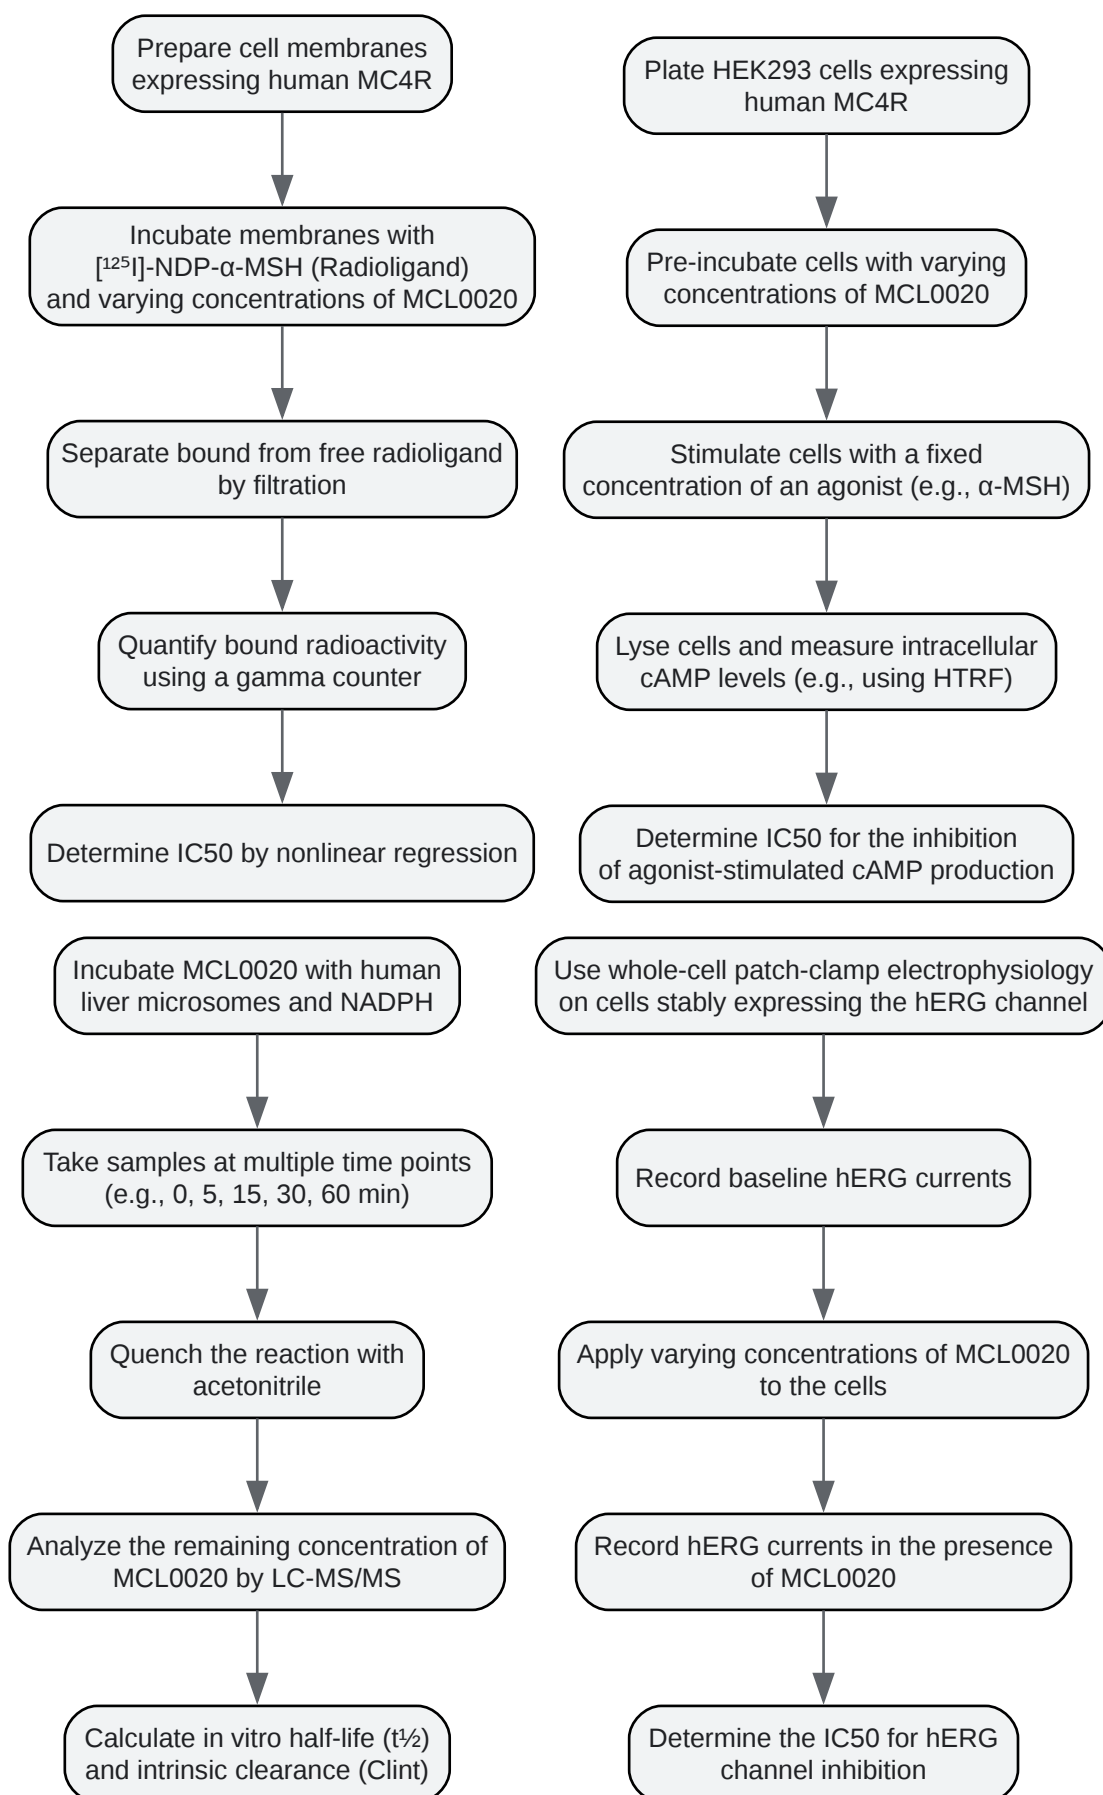 Prepare cell membranes
expressing human MC4R
Incubate membranes with
[¹²⁵I]-NDP-α-MSH (Radioligand)
and varying concentrations of MCL0020
Separate bound from free radioligand
by filtration
Quantify bound radioactivity
using a gamma counter
Determine IC50 by nonlinear regression
Plate HEK293 cells expressing
human MC4R
Pre-incubate cells with varying
concentrations of MCL0020
Stimulate cells with a fixed
concentration of an agonist (e.g., α-MSH)
Lyse cells and measure intracellular
cAMP levels (e.g., using HTRF)
Determine IC50 for the inhibition
of agonist-stimulated cAMP production
Incubate MCL0020 with human
liver microsomes and NADPH
Take samples at multiple time points
(e.g., 0, 5, 15, 30, 60 min)
Quench the reaction with
acetonitrile
Analyze the remaining concentration of
MCL0020 by LC-MS/MS
Calculate in vitro half-life (t½)
and intrinsic clearance (Clint)
Use whole-cell patch-clamp electrophysiology
on cells stably expressing the hERG channel
Record baseline hERG currents
Apply varying concentrations of MCL0020
to the cells
Record hERG currents in the presence
of MCL0020
Determine the IC50 for hERG
channel inhibition